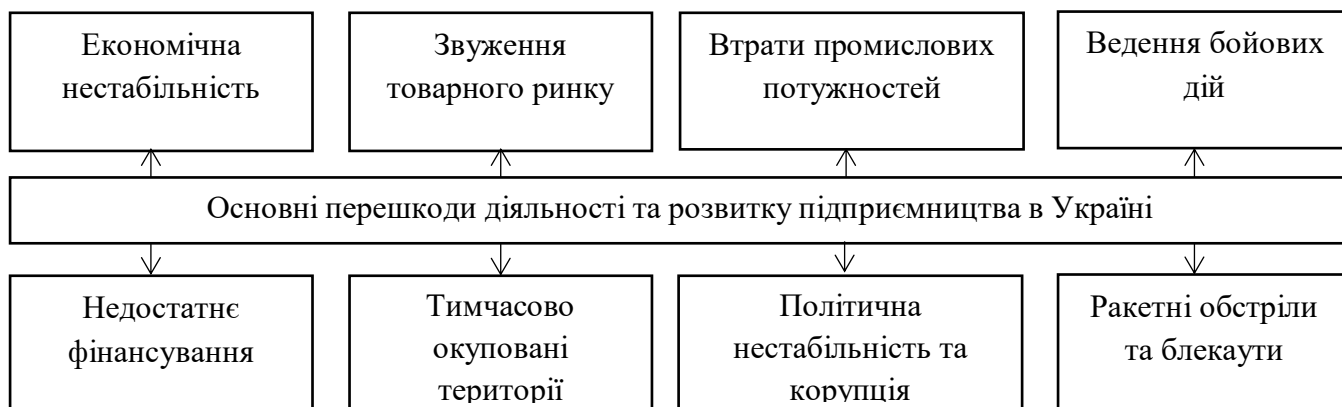 Економічна
нестабільність
Звуження
товарного ринку
Втрати промислових
потужностей
Ведення бойових
дій
Основні перешкоди діяльності та розвитку підприємництва в Україні
Недостатнє
фінансування
Тимчасово
окуповані
території
Політична
нестабільність та
корупція
Ракетні обстріли
та блекаути